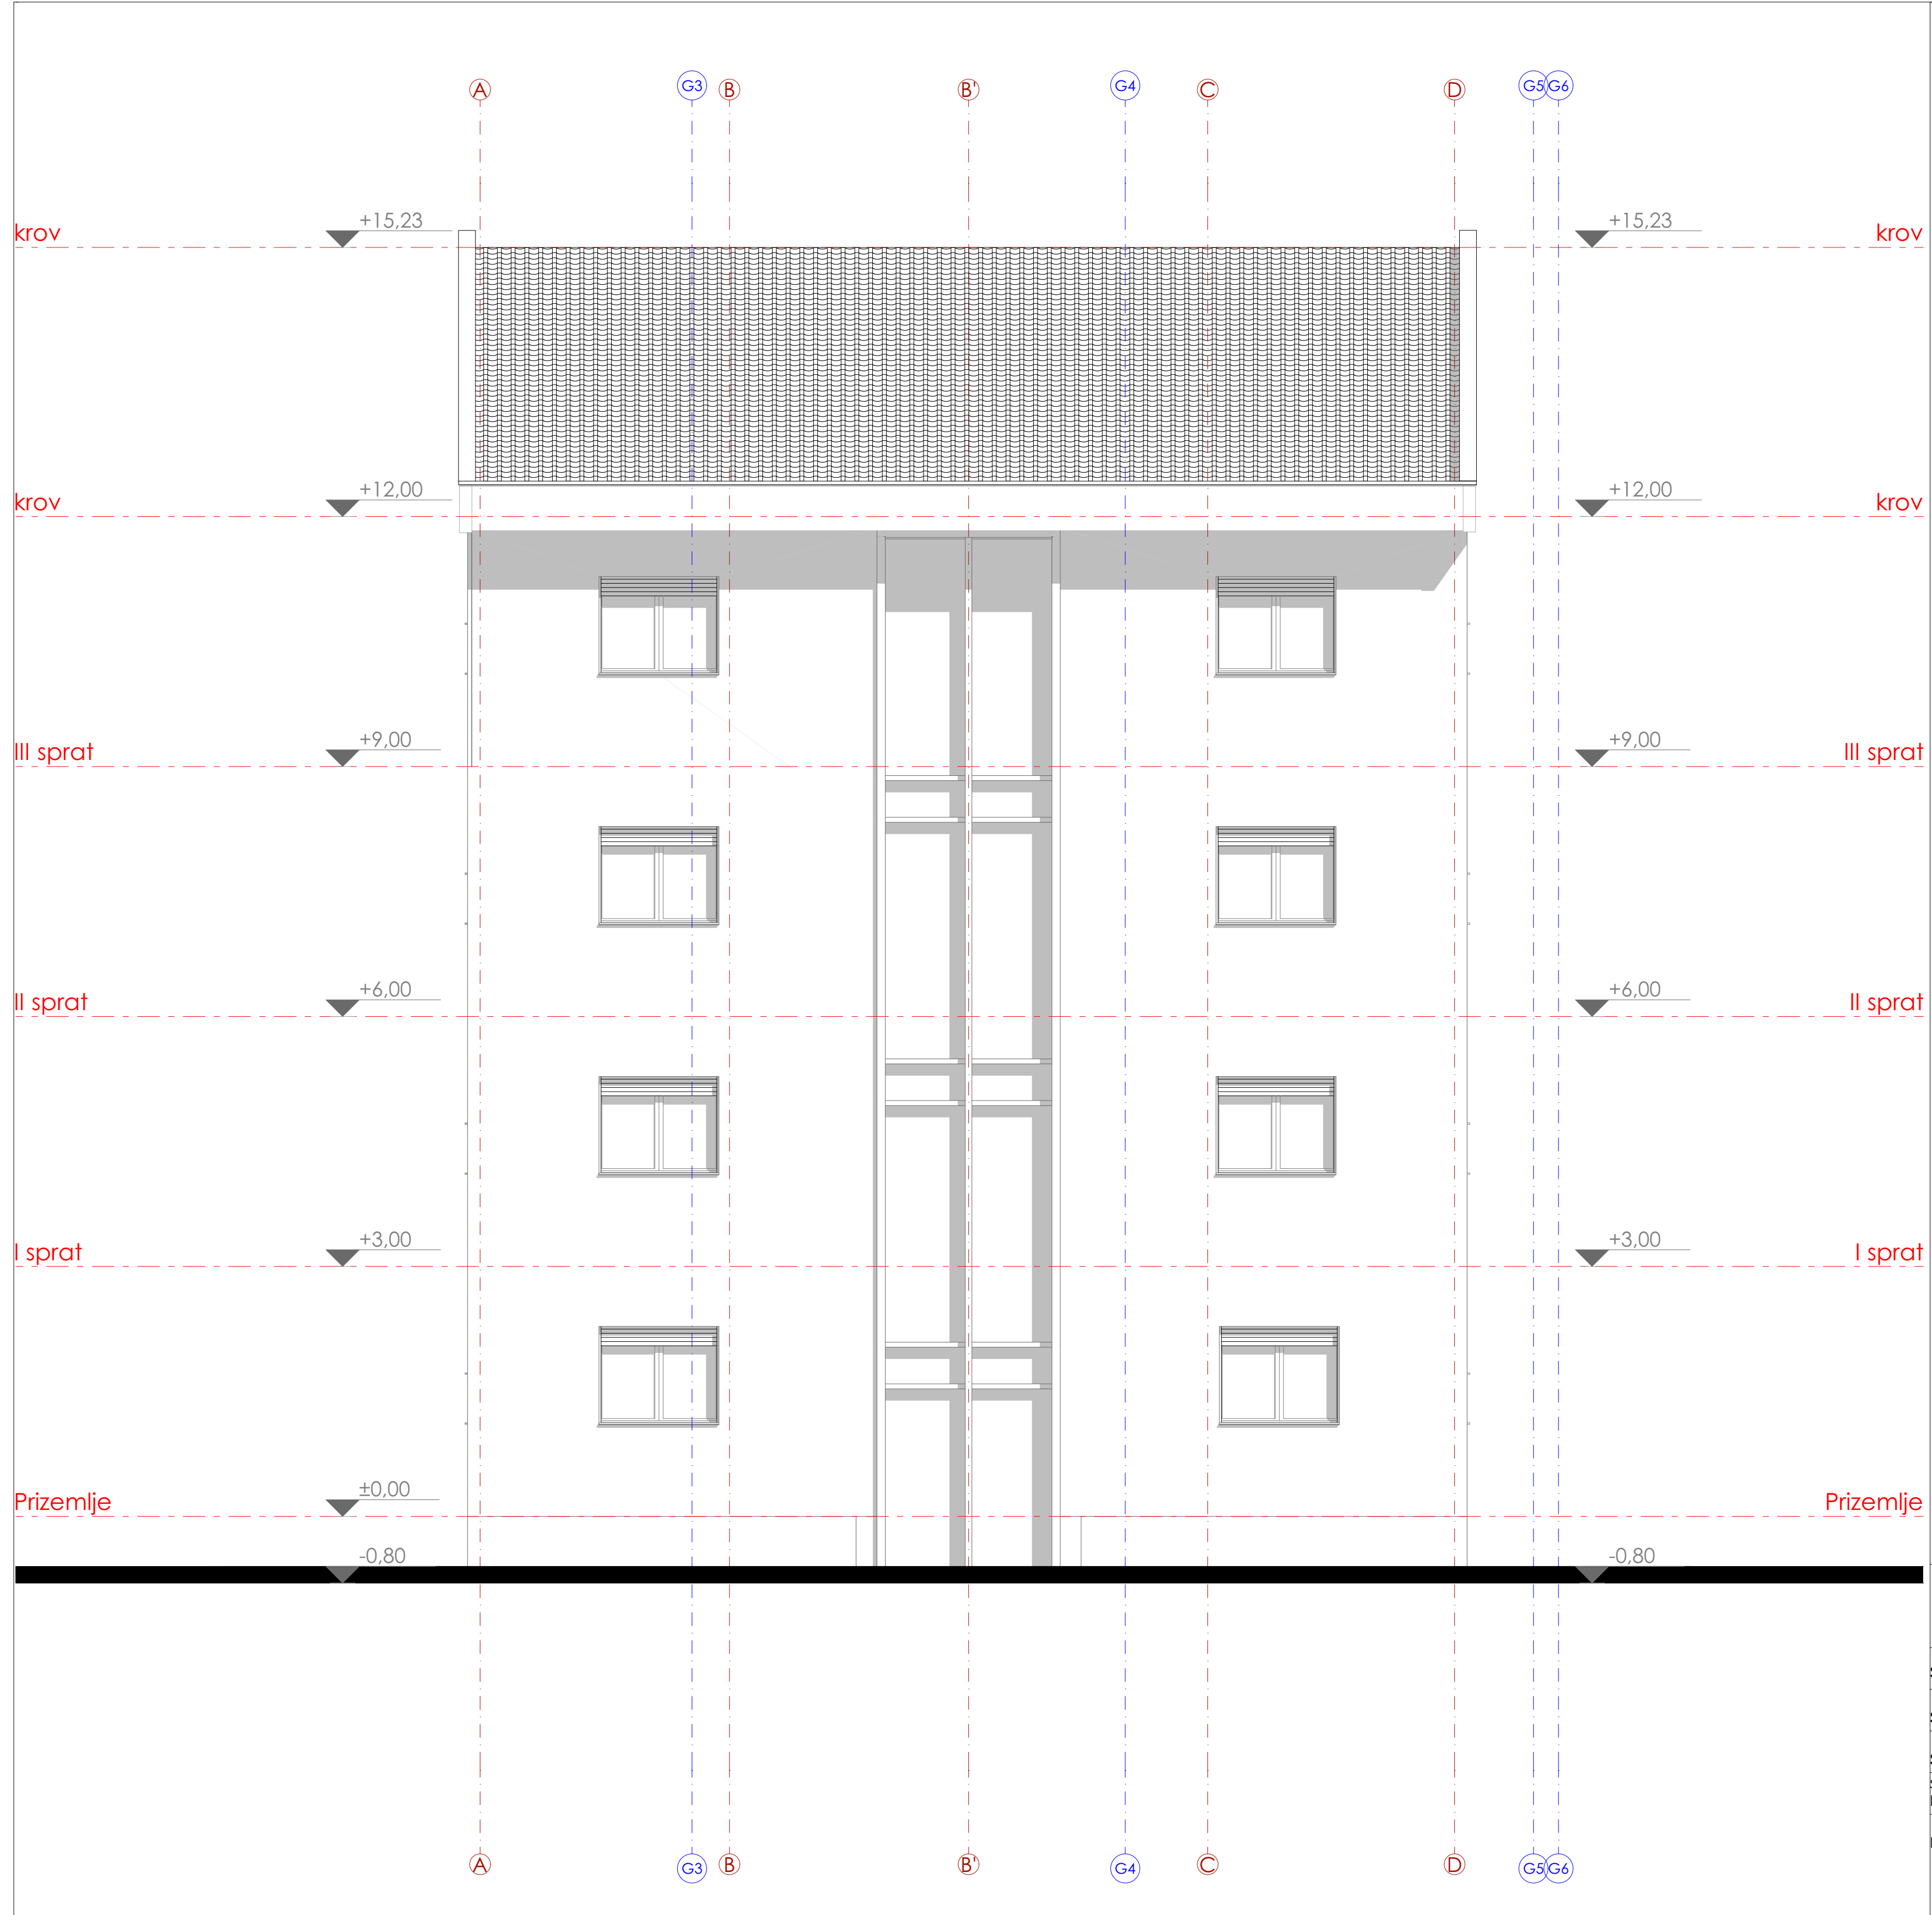 A G3 B B' G4 C D G5 G6
+15,23 +15,23
krov krov
+12,00 +12,00
krov krov
+9,00 +9,00
III sprat III sprat
+6,00 +6,00
II sprat II sprat
+3,00 +3,00
I sprat I sprat
±0,00
Prizemlje Prizemlje
-0,80 -0,80
A G3 B B' G4 C D G5 G6